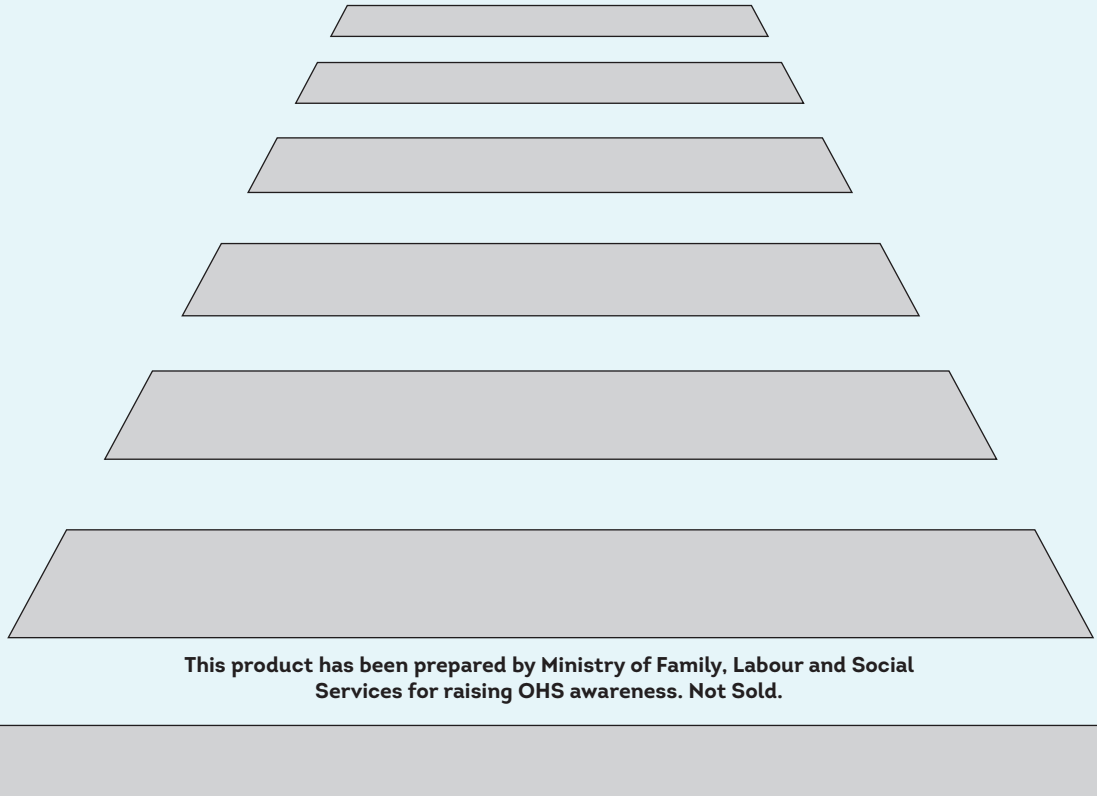 This product has been prepared by Ministry of Family, Labour and Social
Services for raising OHS awareness. Not Sold.